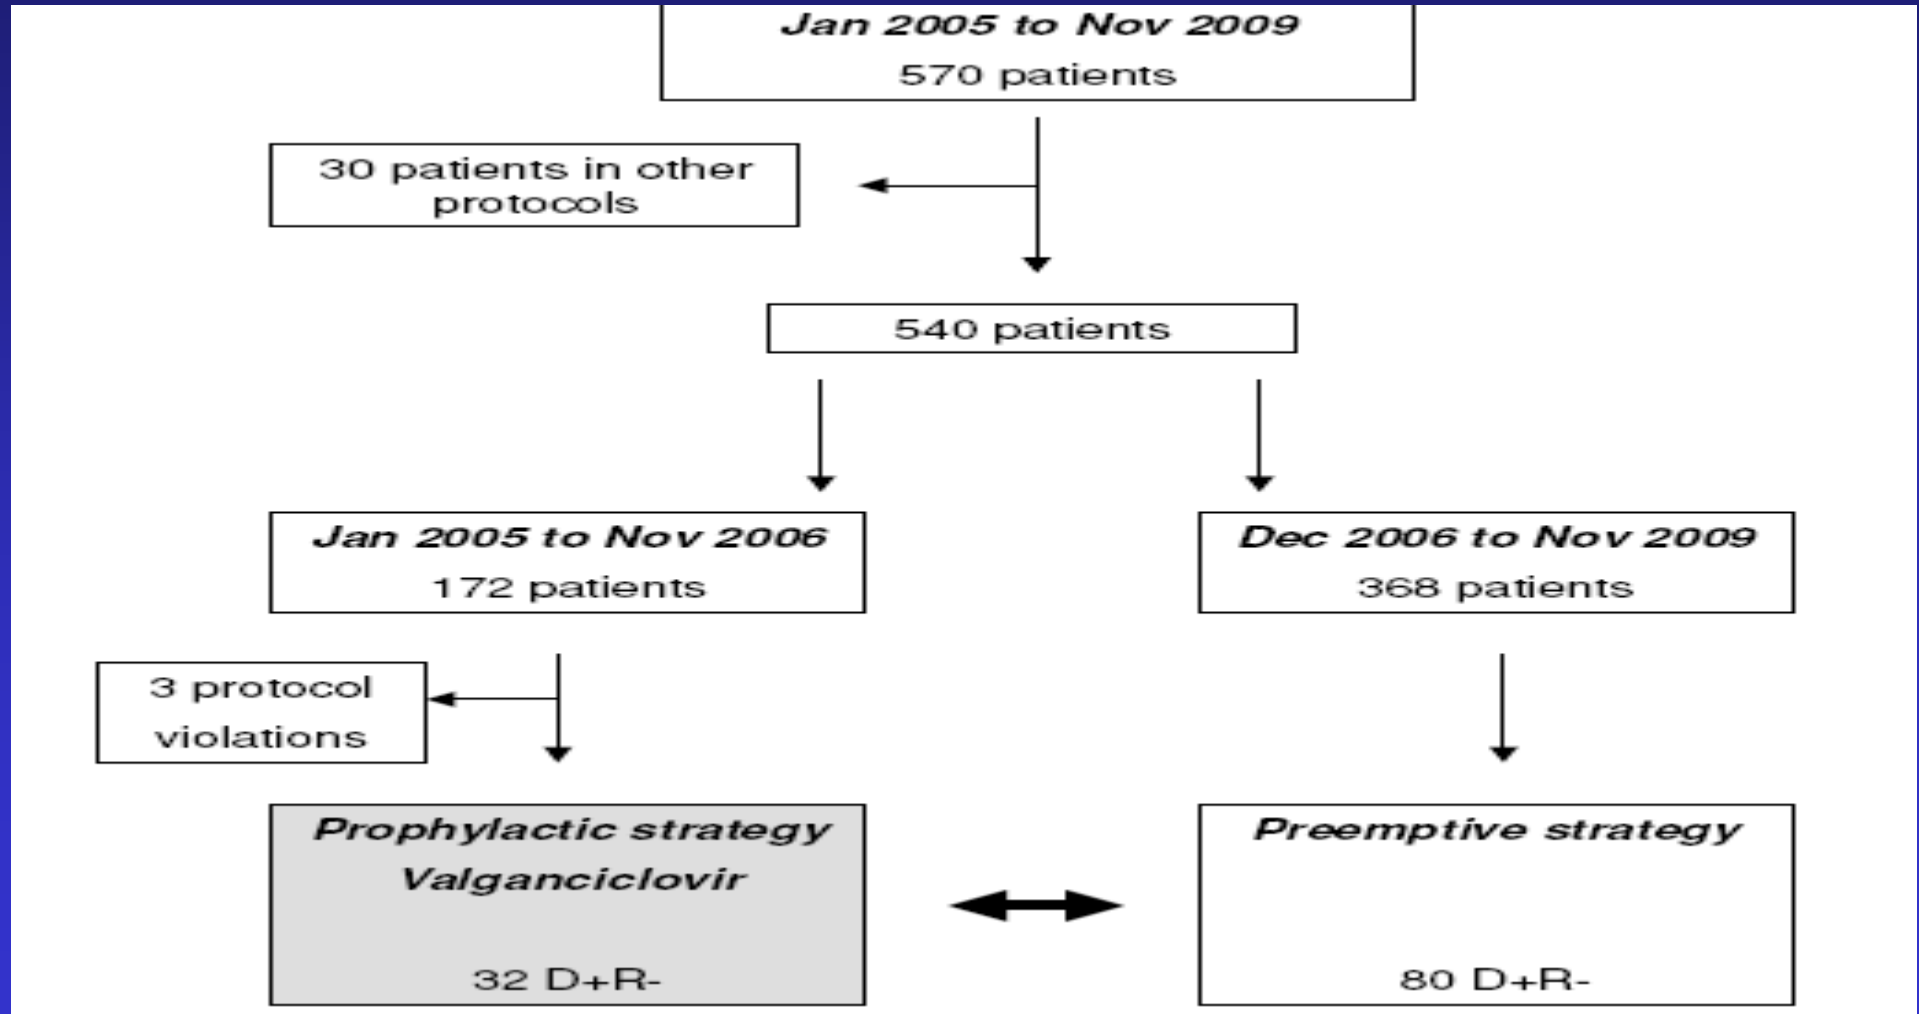 Jan 2005 to Nov 2009
570 patients
30 patients in other
protocols
540 patients
Jan 2005 to Nov 2006
172 patients
Dec 2006 to Nov 2009
368 patients
3 protocol
violations
Prophylactic strategy
Valganciclovir
32 D+R-
Preemptive strategy
80 D+R-